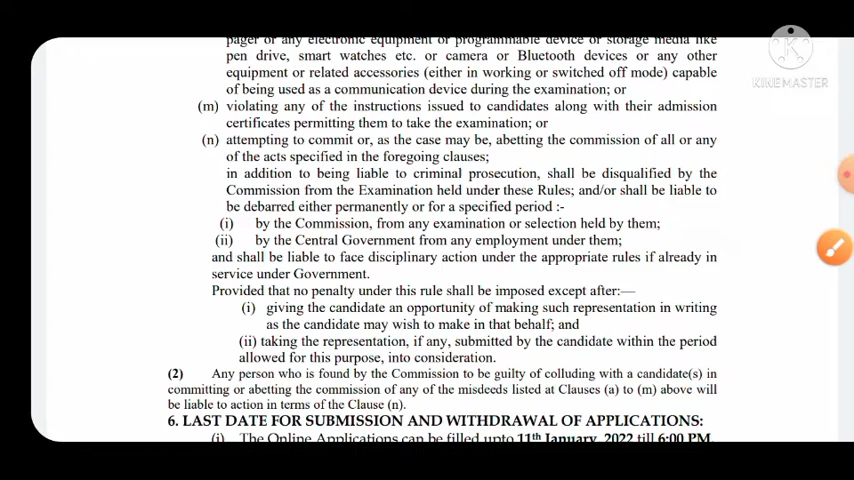 pager or any electronic equipment or programmable device or storage media like
pen drive, smart watches etc. or camera or Bluetooth devices or any other
equipment or related accessories (either in working or switched off mode) capable
of being used as a communication device during the examination; or
(m) violating any of the instructions issued to candidates along with their admission
certificates permitting them to take the examination; or
(n) attempting to commit or, as the case may be, abetting the commission of all or any
of the acts specified in the foregoing clauses;
in addition to being liable to criminal prosecution, shall be disqualified by the
Commission from the Examination held under these Rules; and/or shall be liable to
be debarred either permanently or for a specified period :-
(i) by the Commission, from any examination or selection held by them;
(ii) by the Central Government from any employment under them;
and shall be liable to face disciplinary action under the appropriate rules if already in
service under Government.
Provided that no penalty under this rule shall be imposed except after:—
(i) giving the candidate an opportunity of making such representation in writing
as the candidate may wish to make in that behalf; and
(ii) taking the representation, if any, submitted by the candidate within the period
allowed for this purpose, into consideration.
(2) Any person who is found by the Commission to be guilty of colluding with a candidate(s) in
committing or abetting the commission of any of the misdeeds listed at Clauses (a) to (m) above will
be liable to action in terms of the Clause (n).
6. LAST DATE FOR SUBMISSION AND WITHDRAWAL OF APPLICATIONS:
(i) The Online Applications can be filled upto 11th January, 2022 till 6:00 PM.
KINEMASTER